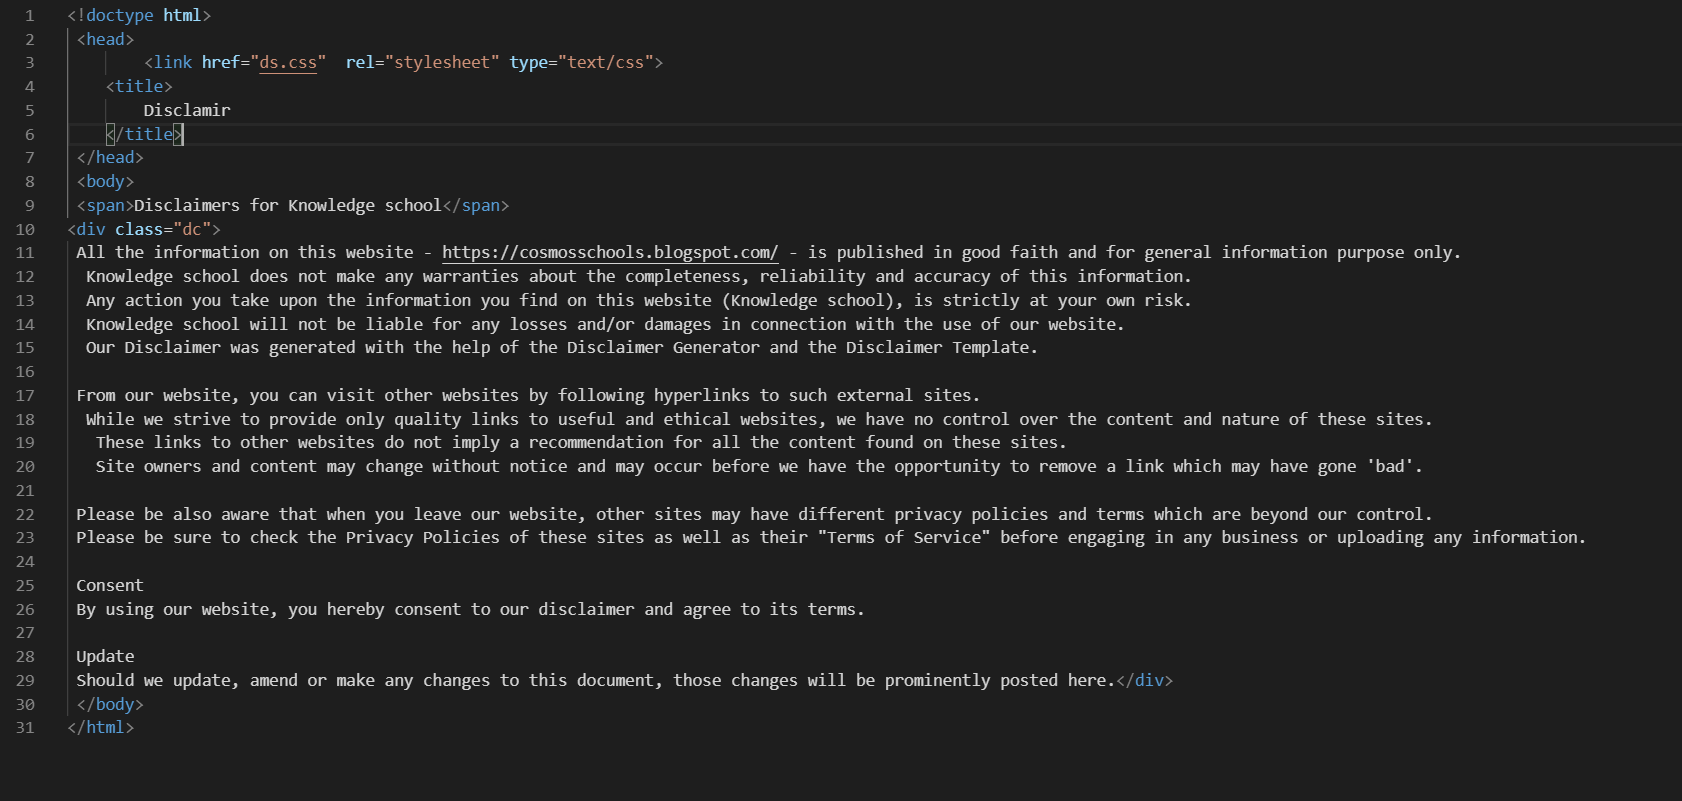 1 <!doctype html>
2 <head>
3 <link href="ds.css"  rel="stylesheet" type="text/css">
4 <title>
5 Disclamir
6 </title>
7 </head>
8 <body>
9 <span>Disclaimers for Knowledge school</span>
10 <div class="dc">
11 All the information on this website - https://cosmosschools.blogspot.com/ - is published in good faith and for general information purpose only.
12 Knowledge school does not make any warranties about the completeness, reliability and accuracy of this information.
13 Any action you take upon the information you find on this website (Knowledge school), is strictly at your own risk.
14 Knowledge school will not be liable for any losses and/or damages in connection with the use of our website.
15 Our Disclaimer was generated with the help of the Disclaimer Generator and the Disclaimer Template.
16
17 From our website, you can visit other websites by following hyperlinks to such external sites.
18 While we strive to provide only quality links to useful and ethical websites, we have no control over the content and nature of these sites.
19 These links to other websites do not imply a recommendation for all the content found on these sites.
20 Site owners and content may change without notice and may occur before we have the opportunity to remove a link which may have gone 'bad'.
21
22 Please be also aware that when you leave our website, other sites may have different privacy policies and terms which are beyond our control.
23 Please be sure to check the Privacy Policies of these sites as well as their "Terms of Service" before engaging in any business or uploading any information.
24
25 Consent
26 By using our website, you hereby consent to our disclaimer and agree to its terms.
27
28 Update
29 Should we update, amend or make any changes to this document, those changes will be prominently posted here.</div>
30 </body>
31 </html>